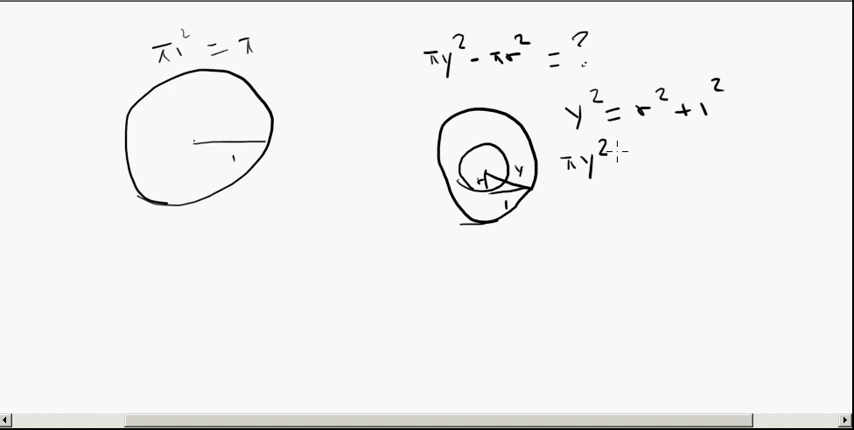 π1² = π
πy² - πr² = ?
y² = r² + 1²
πy²
1
y
r
1